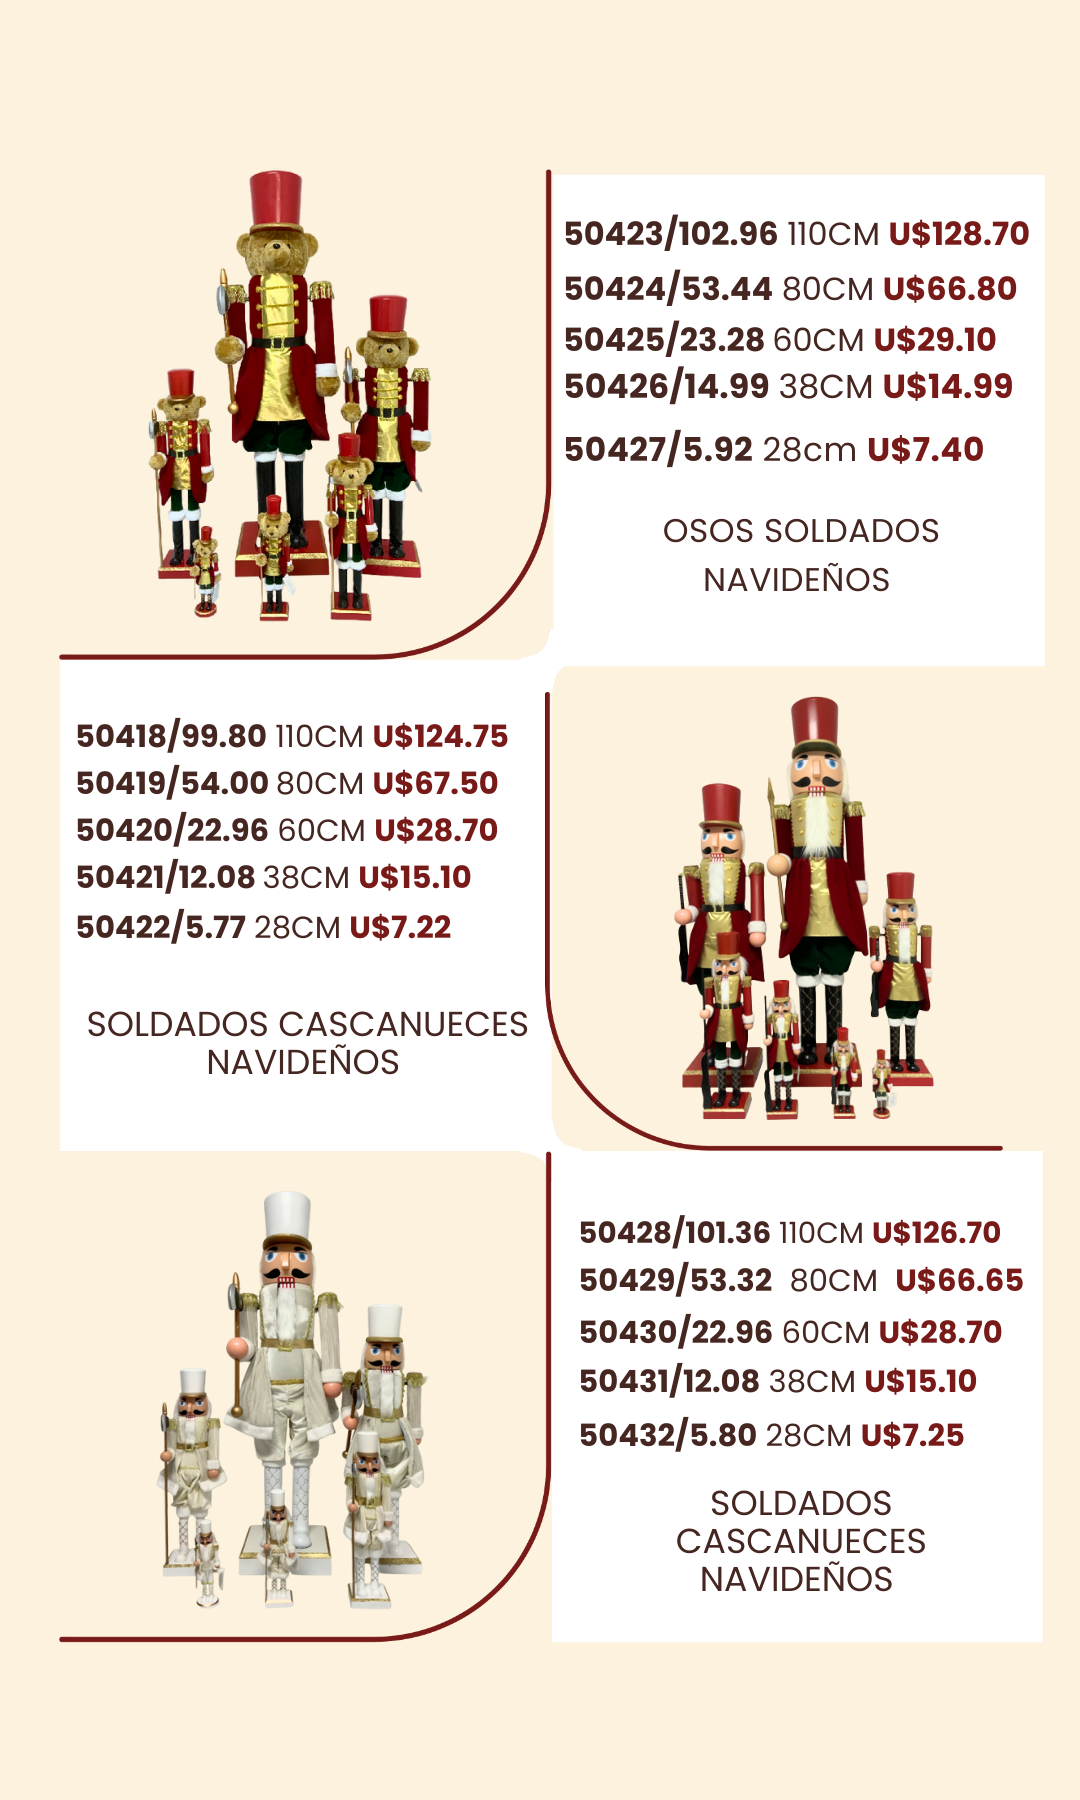 50423/102.96 110CM U$128.70
50424/53.44 80CM U$66.80
50425/23.28 60CM U$29.10
50426/14.99 38CM U$14.99
50427/5.92 28cm U$7.40
OSOS SOLDADOS
NAVIDEÑOS
50418/99.80 110CM U$124.75
50419/54.00 80CM U$67.50
50420/22.96 60CM U$28.70
50421/12.08 38CM U$15.10
50422/5.77 28CM U$7.22
SOLDADOS CASCANUECES
NAVIDEÑOS
50428/101.36 110CM U$126.70
50429/53.32 80CM U$66.65
50430/22.96 60CM U$28.70
50431/12.08 38CM U$15.10
50432/5.80 28CM U$7.25
SOLDADOS
CASCANUECES
NAVIDEÑOS